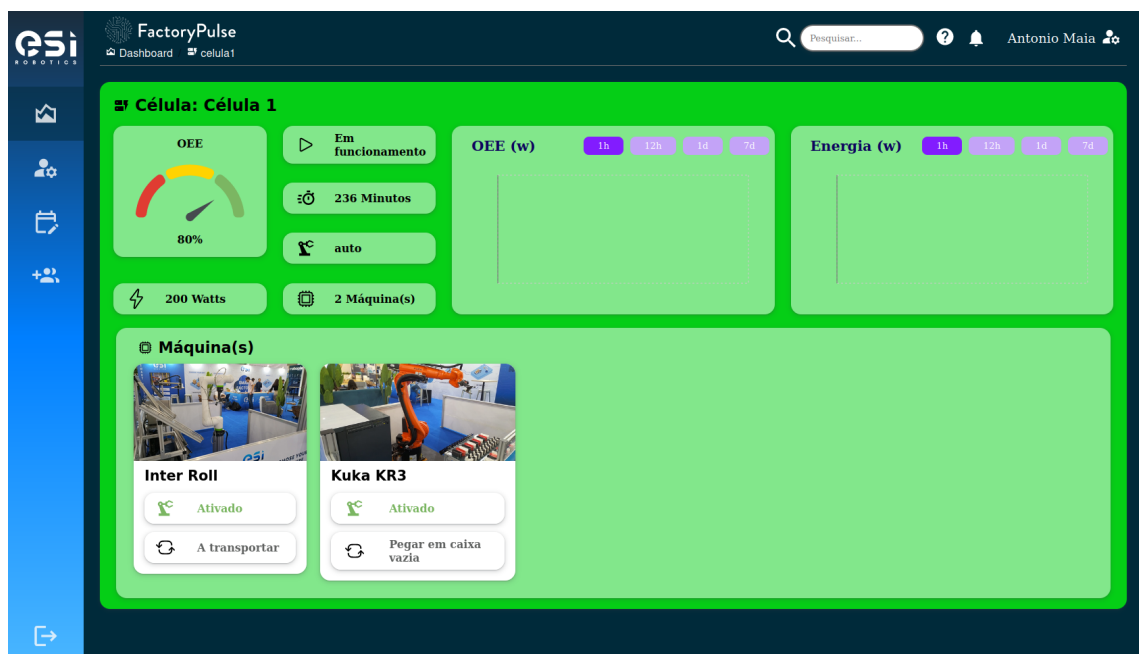 esi
ROBOTICS
FactoryPulse
Dashboard celula1
Pesquisar...
Antonio Maia
Célula: Célula 1
OEE
80%
Em
funcionamento
236 Minutos
auto
200 Watts
2 Máquina(s)
OEE (w)
1h 12h 1d 7d
Energia (w)
1h 12h 1d 7d
Máquina(s)
esi
Inter Roll
Ativado
A transportar
Kuka KR3
Ativado
Pegar em caixa
vazia